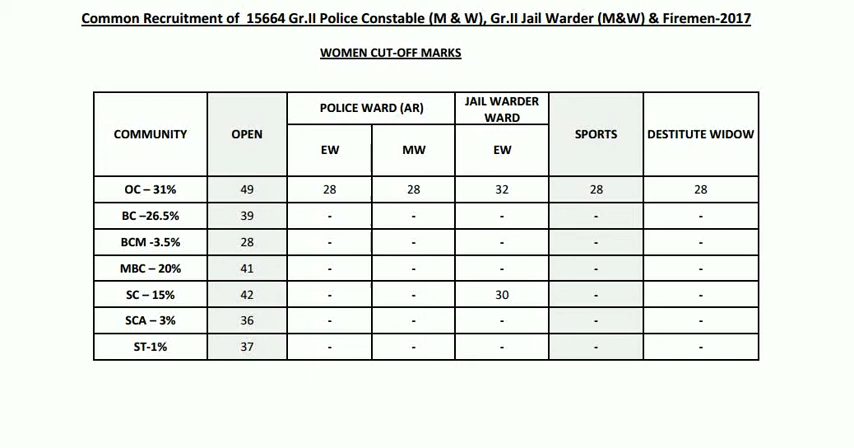 Common Recruitment of 15664 Gr.II Police Constable (M & W), Gr.II Jail Warder (M&W) & Firemen-2017
WOMEN CUT-OFF MARKS
COMMUNITY OPEN POLICE WARD (AR) JAIL WARDER WARD SPORTS DESTITUTE WIDOW
EW MW EW
OC – 31% 49 28 28 32 28 28
BC –26.5% 39 - - - - -
BCM -3.5% 28 - - - - -
MBC – 20% 41 - - - - -
SC – 15% 42 - - 30 - -
SCA – 3% 36 - - - - -
ST-1% 37 - - - - -